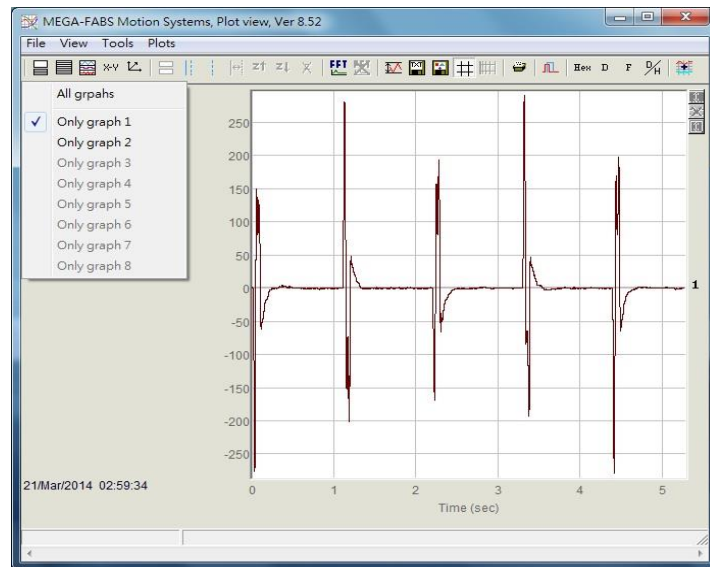 MEGA-FABS Motion Systems, Plot view, Ver 8.52
File View Tools Plots
X-Y FFT TXT Hex D F D/H
All grpahs
Only graph 1
Only graph 2
Only graph 3
Only graph 4
Only graph 5
Only graph 6
Only graph 7
Only graph 8
250
200
150
100
50
0
-50
-100
-150
-200
-250
1
0 1 2 3 4 5
Time (sec)
21/Mar/2014 02:59:34